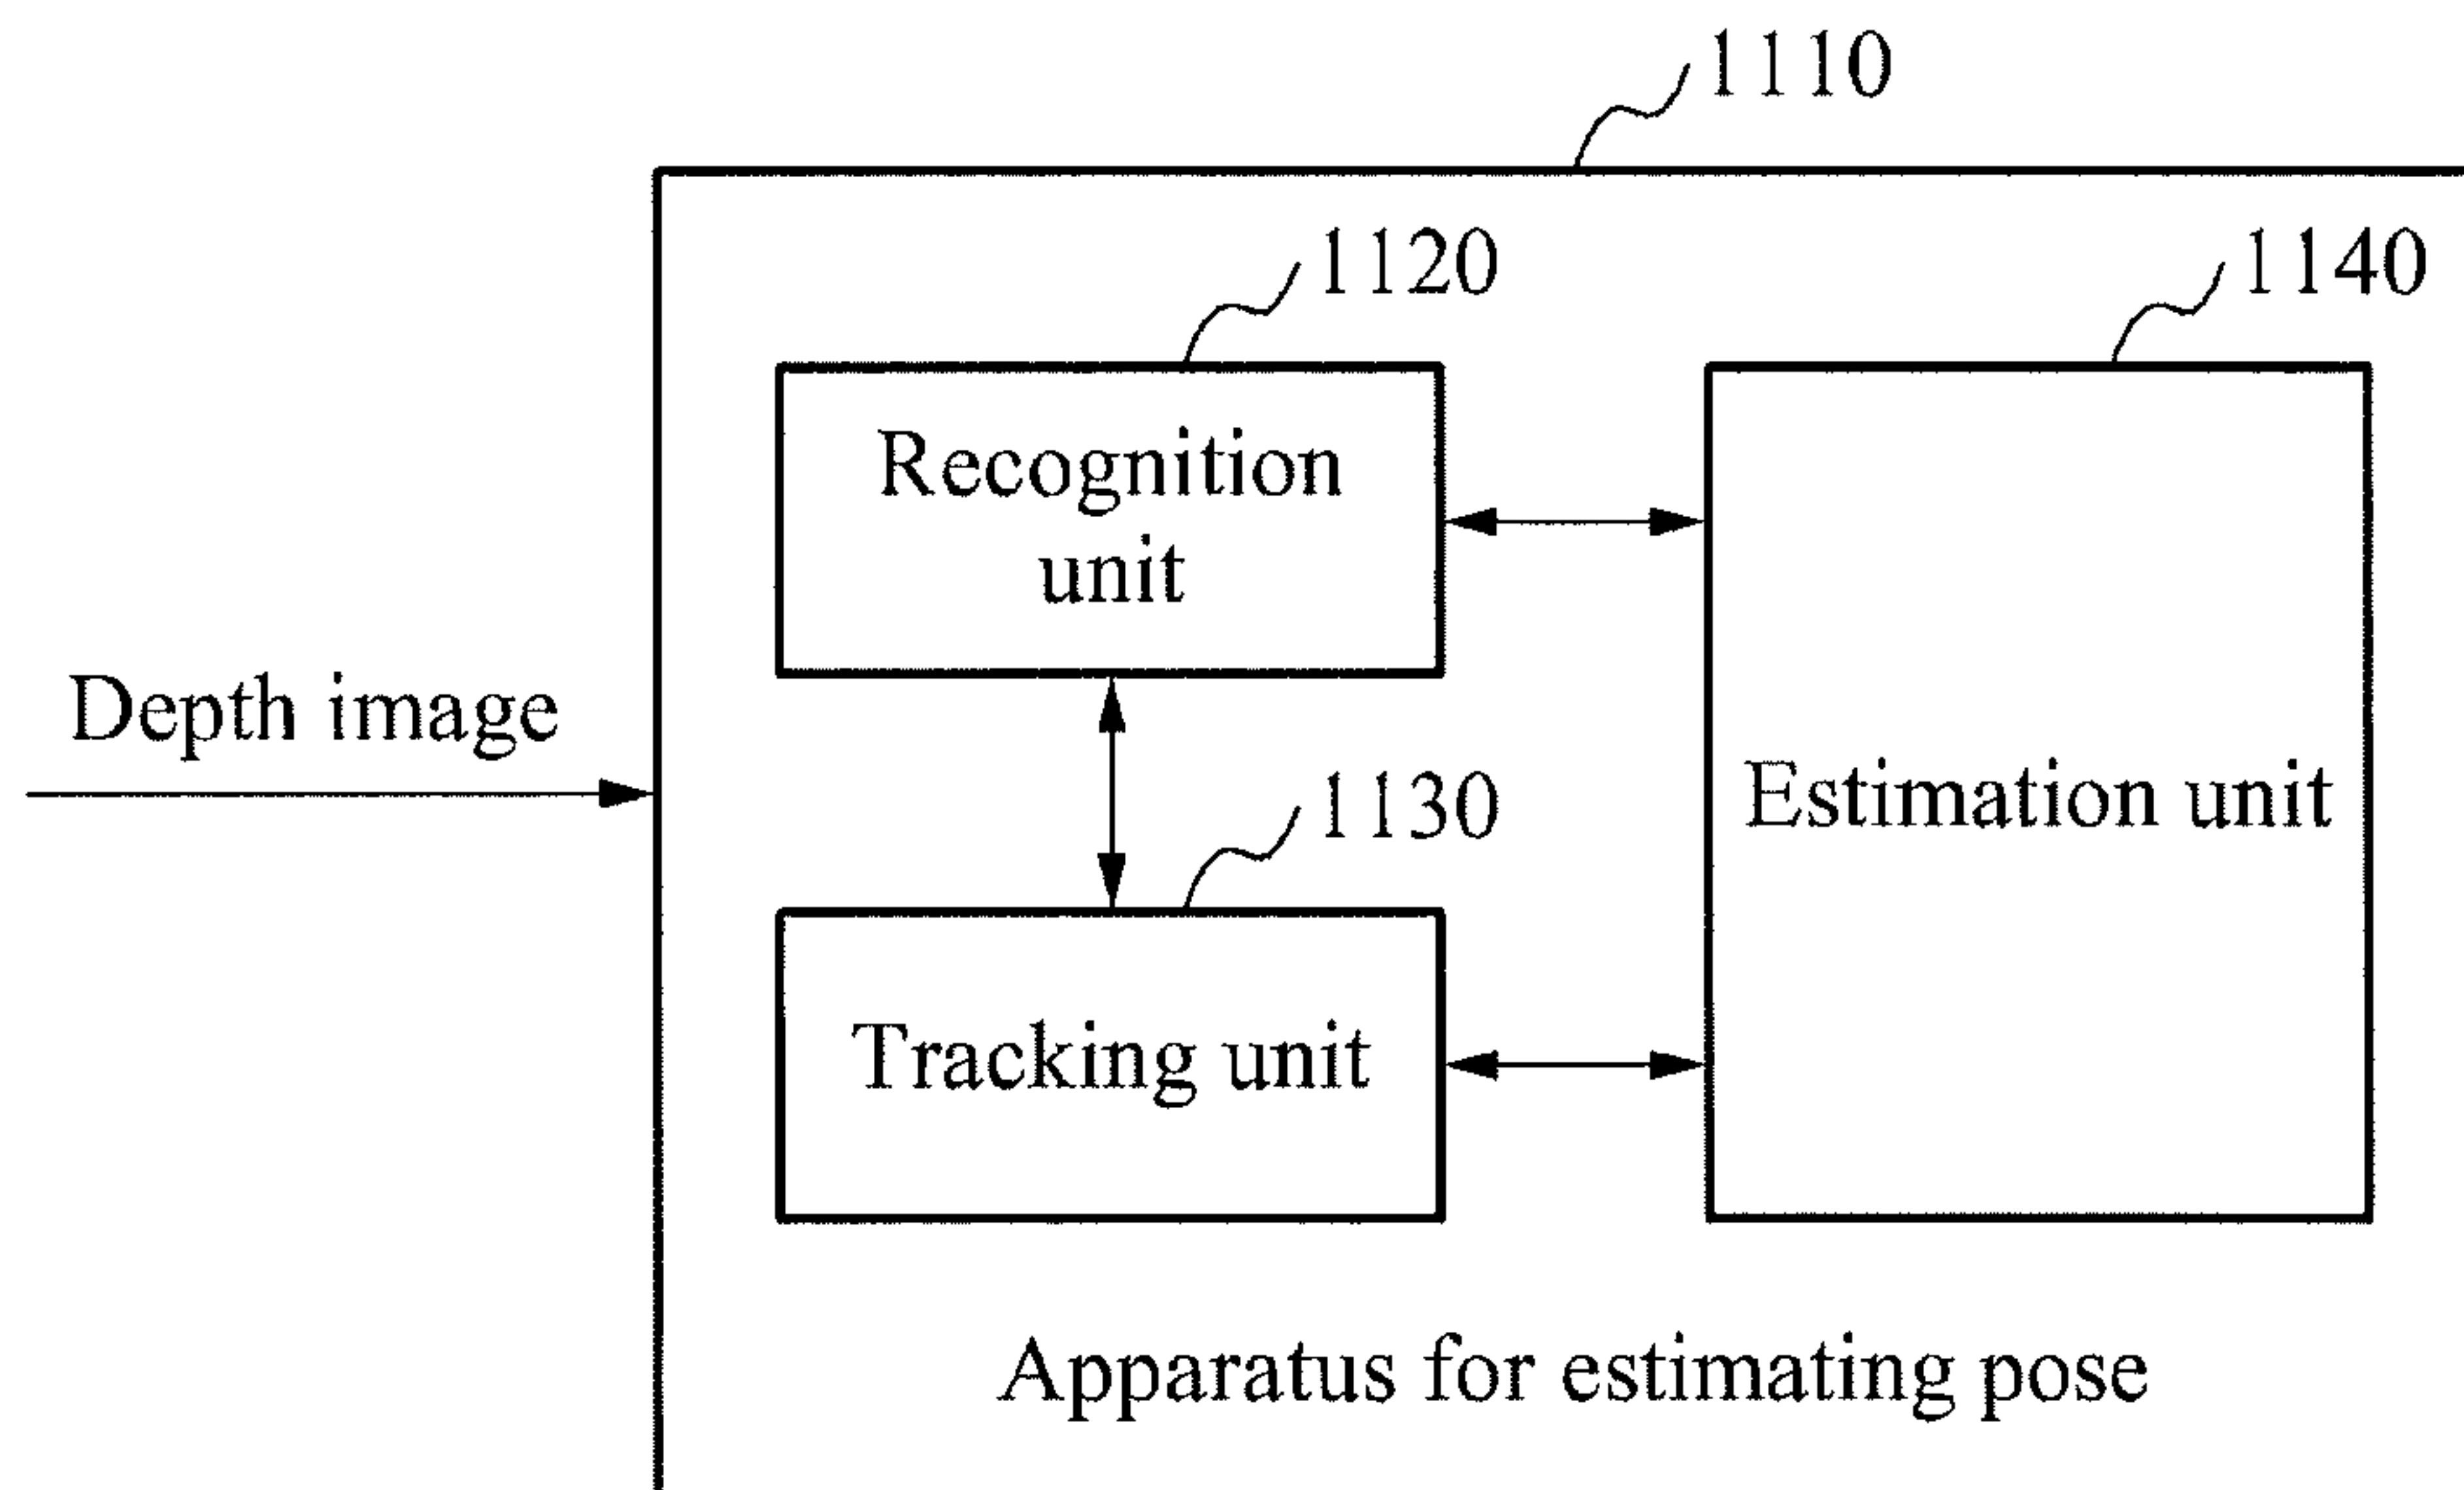 1110
1120
1140
Recognition
unit
Depth image
1130
Estimation unit
Tracking unit
Apparatus for estimating pose